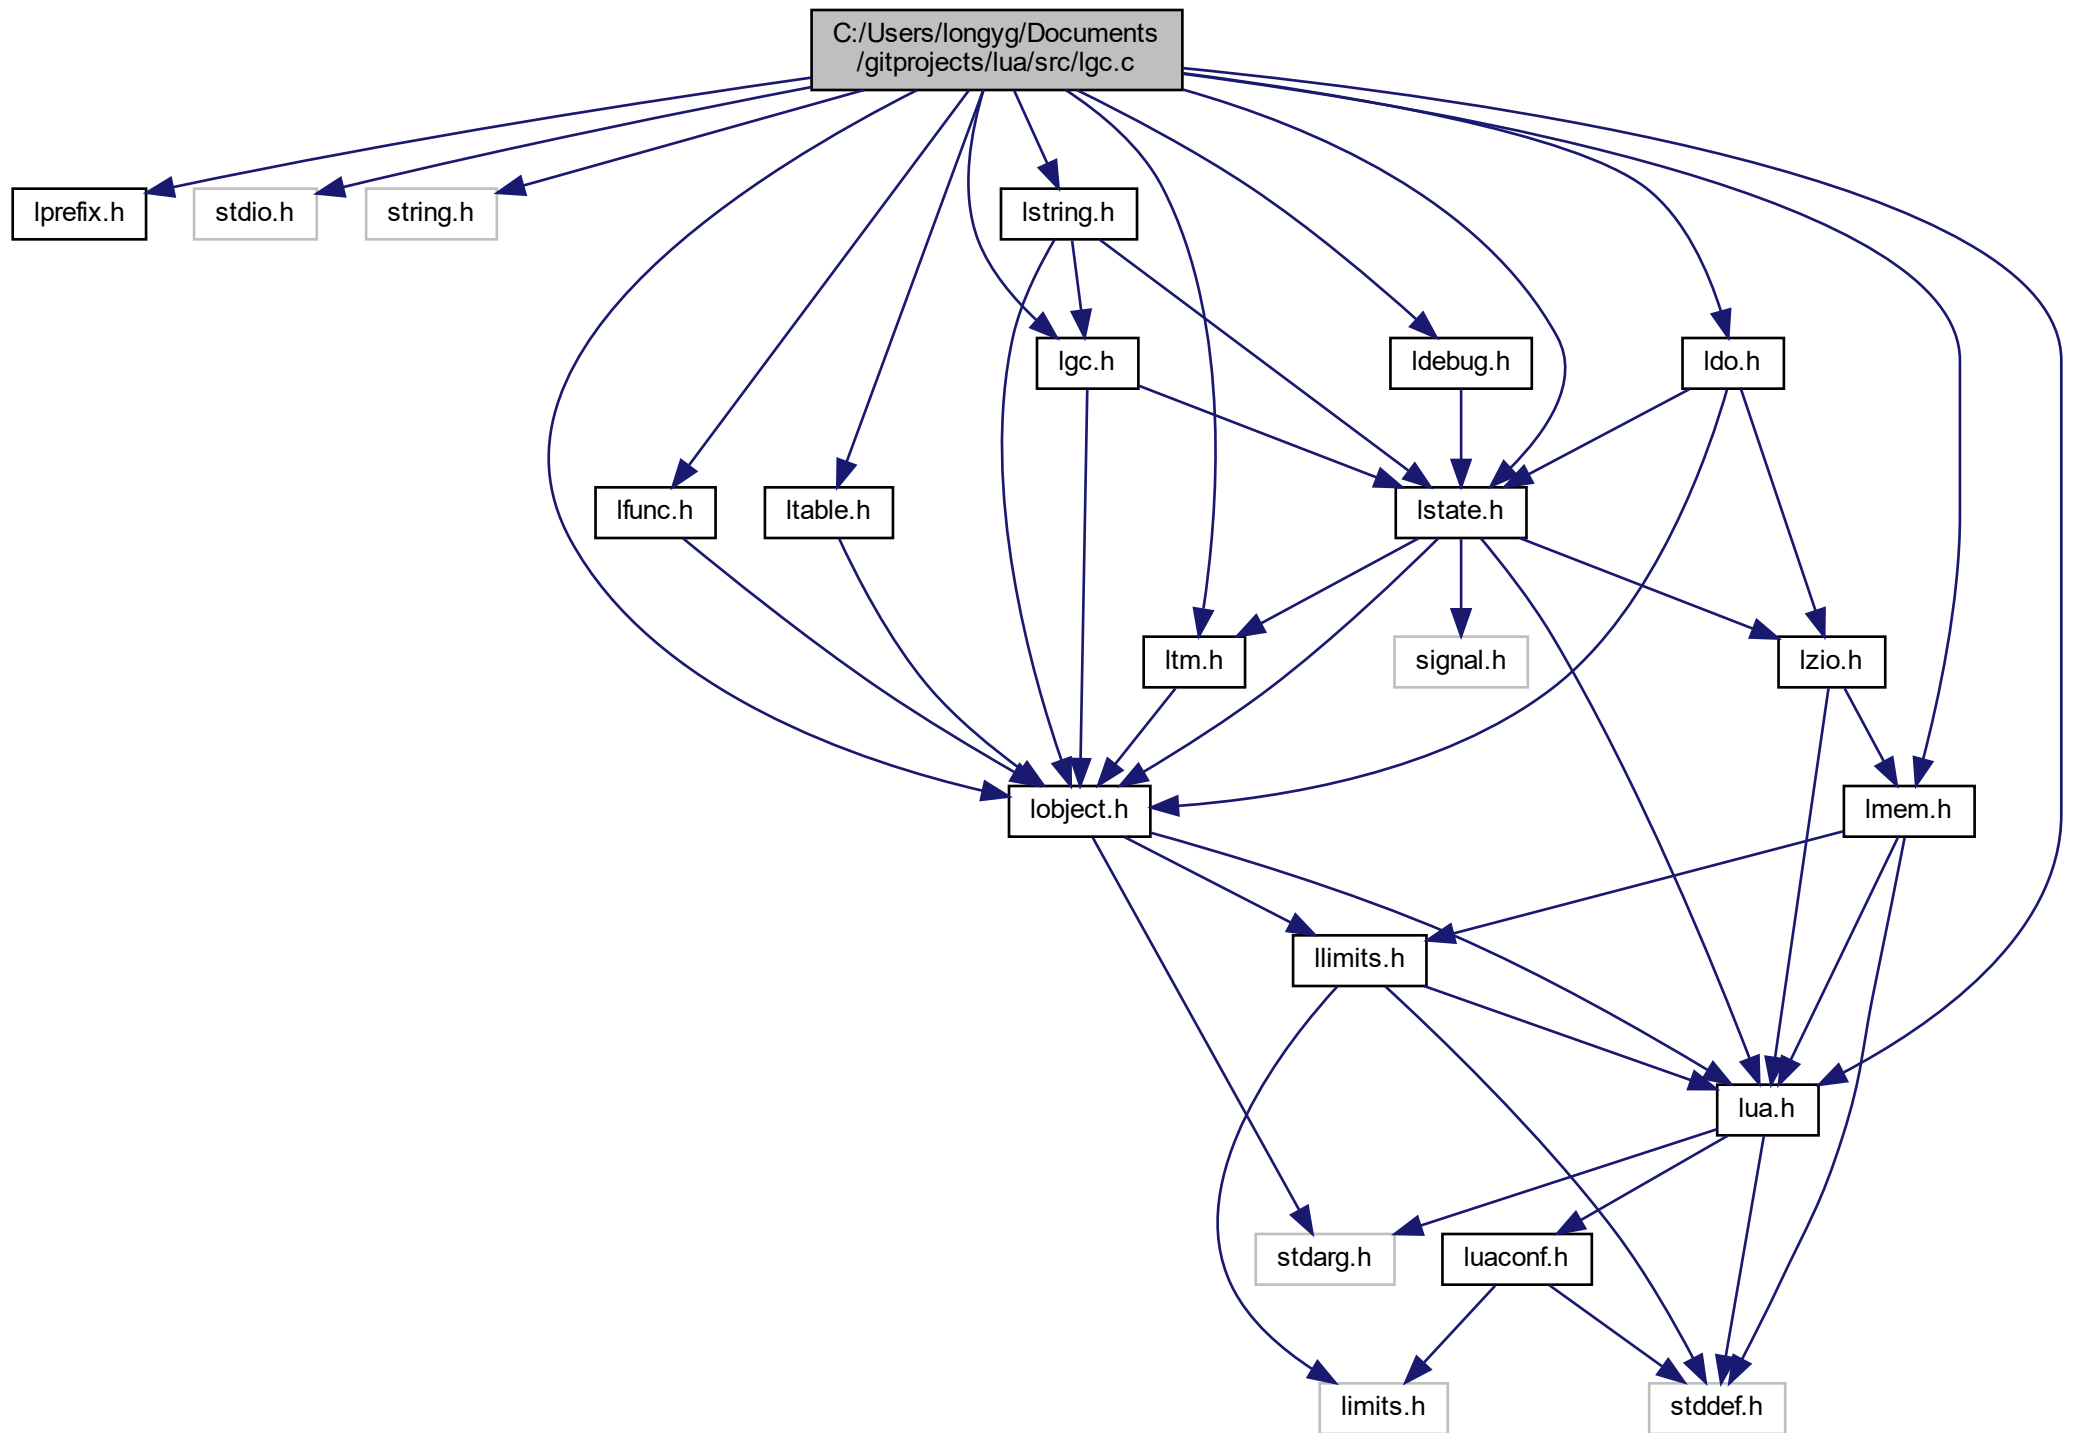 C:/Users/longyg/Documents
/gitprojects/lua/src/lgc.c
lprefix.h
stdio.h
string.h
lstring.h
lgc.h
ldebug.h
ldo.h
lfunc.h
ltable.h
lstate.h
ltm.h
signal.h
lzio.h
lobject.h
lmem.h
llimits.h
lua.h
stdarg.h
luaconf.h
limits.h
stddef.h